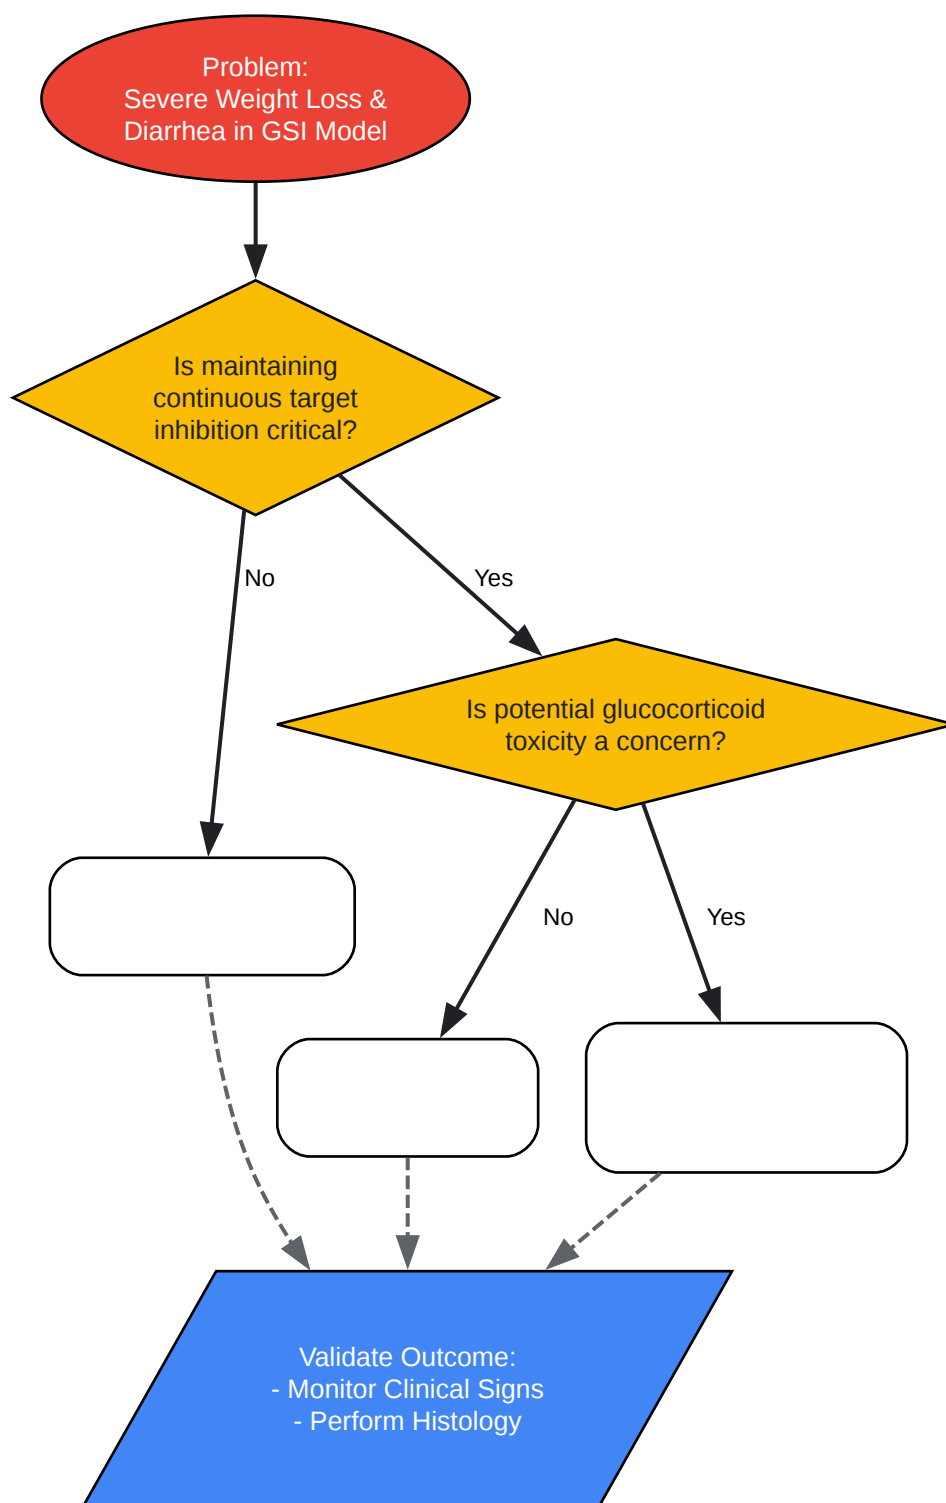 Problem:
Severe Weight Loss &
Diarrhea in GSI Model
Is maintaining
continuous target
inhibition critical?
No
Yes
Is potential glucocorticoid
toxicity a concern?
No
Yes
Validate Outcome:
- Monitor Clinical Signs
- Perform Histology